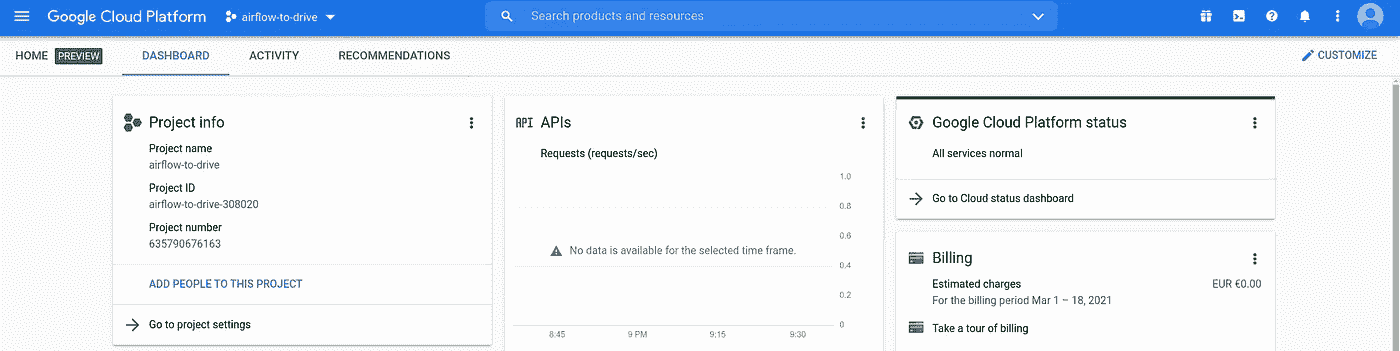 Google Cloud Platform
airflow-to-drive
Search products and resources
HOME PREVIEW DASHBOARD ACTIVITY RECOMMENDATIONS CUSTOMIZE
Project info
Project name
airflow-to-drive
Project ID
airflow-to-drive-308020
Project number
635790676163
ADD PEOPLE TO THIS PROJECT
Go to project settings
API APIs
Requests (requests/sec)
1.0
0.8
0.6
0.4
0.2
0
No data is available for the selected time frame.
8:45 9 PM 9:15 9:30
Google Cloud Platform status
All services normal
Go to Cloud status dashboard
Billing
Estimated charges EUR €0.00
For the billing period Mar 1 – 18, 2021
Take a tour of billing